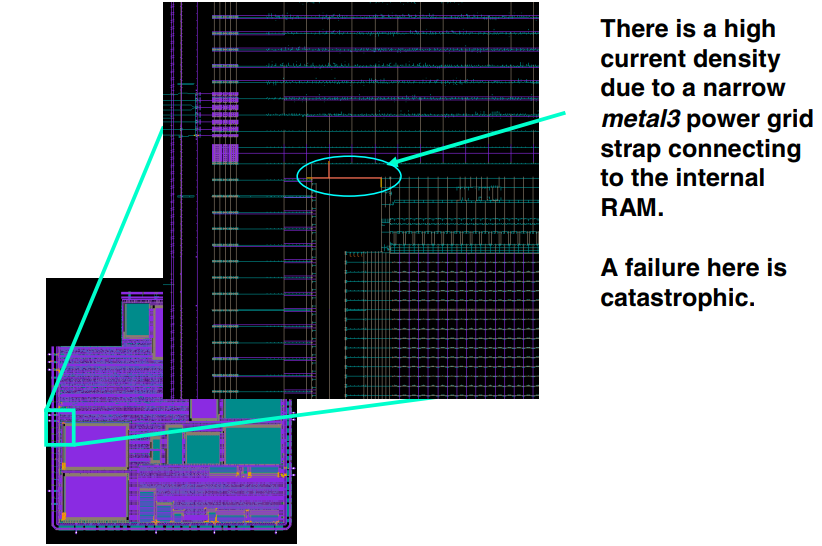 There is a high
current density
due to a narrow
metal3 power grid
strap connecting
to the internal
RAM.
A failure here is
catastrophic.